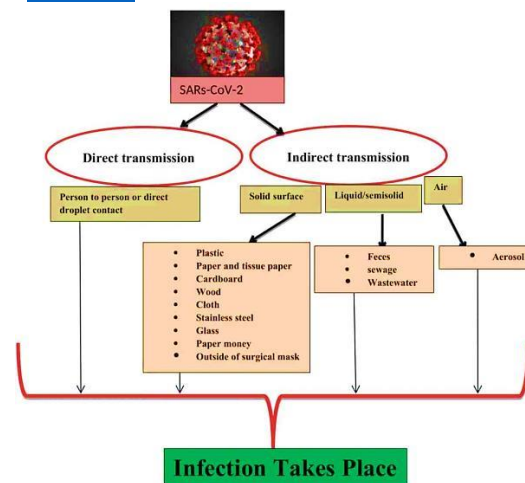 SARs-CoV-2
Direct transmission
Indirect transmission
Person to person or direct
droplet contact
Solid surface
Liquid/semisolid
Air
Plastic
Paper and tissue paper
Cardboard
Wood
Cloth
Stainless steel
Glass
Paper money
Outside of surgical mask
Feces
sewage
Wastewater
Aerosol
Infection Takes Place